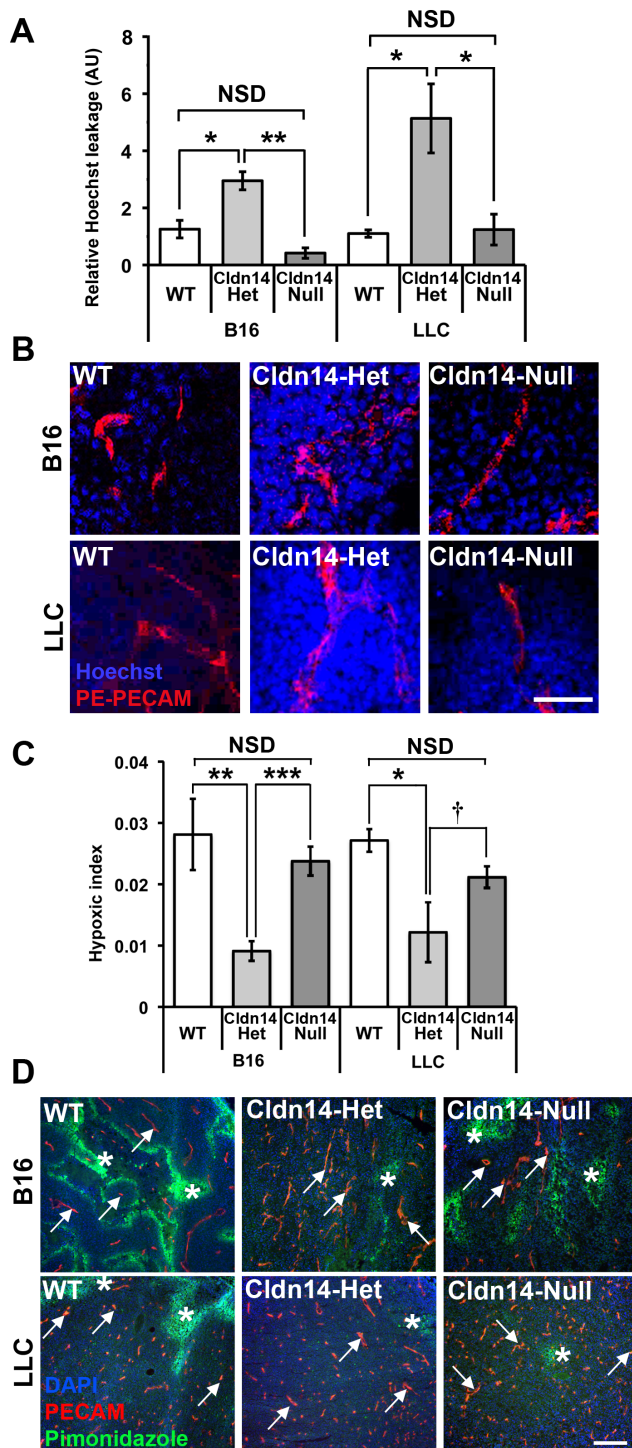 A
NSD
NSD
* *
* **
Relative Hoechst leakage (AU)
8
6
4
2
0
WT Cldn14 Het Cldn14 Null WT Cldn14 Het Cldn14 Null
B16 LLC
B
B16
WT Cldn14-Het Cldn14-Null
LLC
WT Cldn14-Het Cldn14-Null
Hoechst
PE-PECAM
C
NSD NSD
** *** * †
Hypoxic index
0.04
0.03
0.02
0.01
0
WT Cldn14 Het Cldn14 Null WT Cldn14 Het Cldn14 Null
B16 LLC
D
B16
WT Cldn14-Het Cldn14-Null
* * * * *
LLC
WT Cldn14-Het Cldn14-Null
* * * *
DAPI
PECAM
Pimonidazole